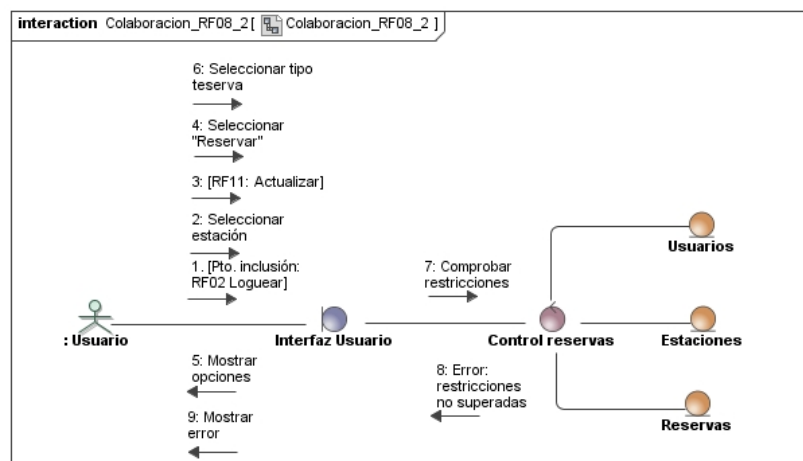 interaction Colaboracion_RF08_2[ Colaboracion_RF08_2 ]
6: Seleccionar tipo
teserva
4: Seleccionar
"Reservar"
3: [RF11: Actualizar]
2: Seleccionar
estación
1. [Pto. inclusión:
RF02 Loguear]
7: Comprobar
restricciones
Usuarios
: Usuario
Interfaz Usuario
Control reservas
Estaciones
5: Mostrar
opciones
8: Error:
restricciones
no superadas
9: Mostrar
error
Reservas